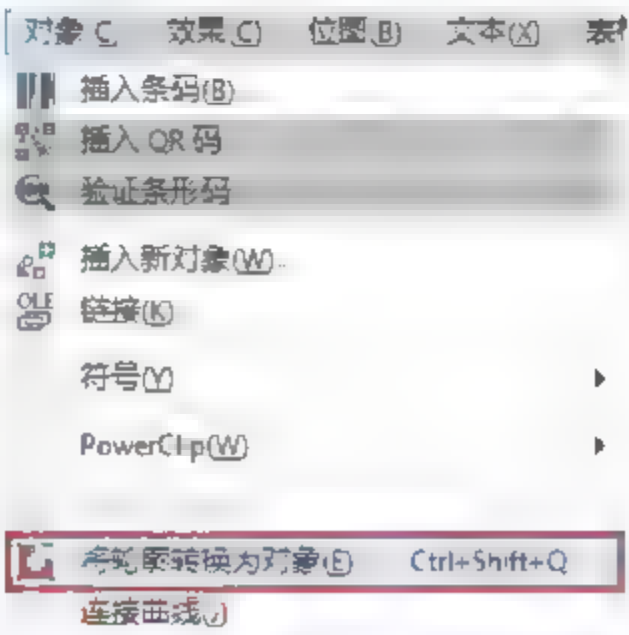 对象(C) 效果(C) 位图(B) 文本(X) 表
插入条码(B)
插入 QR 码
验证条形码
插入新对象(W)...
OLE 链接(K)
符号(Y)
PowerClip(W)
将轮廓转换为对象(E) Ctrl+Shift+Q
连接曲线(J)